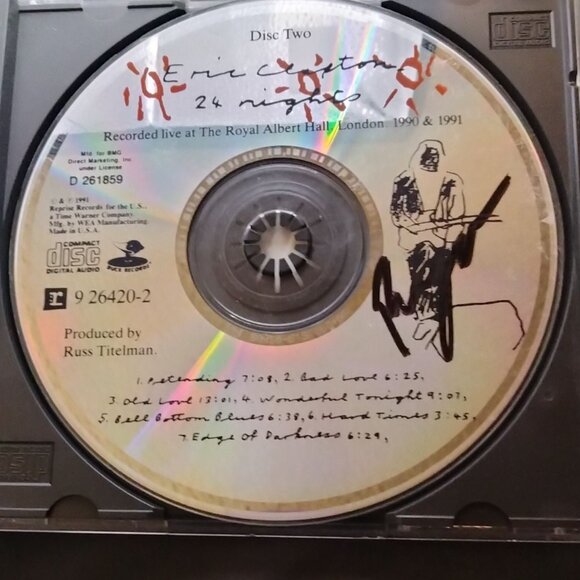 Disc Two
Eric Clapton
24 nights
Recorded live at The Royal Albert Hall, London. 1990 & 1991
Mfd. for BMG
Direct Marketing, Inc.
under License
D 261859
© & ℗ 1991
Reprise Records for the U.S.,
a Time Warner Company.
Mfg. by WEA Manufacturing.
Made in U.S.A.
COMPACT
disc
DIGITAL AUDIO
DUCK RECORDS
r 9 26420-2
Produced by
Russ Titelman.
1. Pretending 7:08, 2. Bad Love 6:25,
3. Old Love 13:01, 4. Wonderful Tonight 9:07,
5. Bell Bottom Blues 6:38, 6. Hard Times 3:45,
7. Edge of Darkness 6:29,
disc